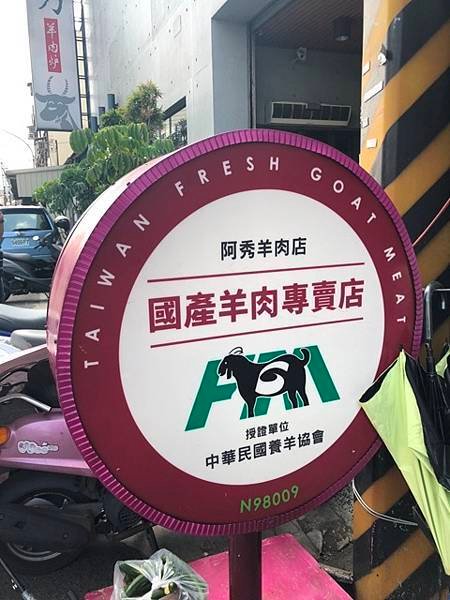 羊肉爐
TAIWAN FRESH GOAT MEAT
阿秀羊肉店
國產羊肉專賣店
授證單位
中華民國養羊協會
N98009